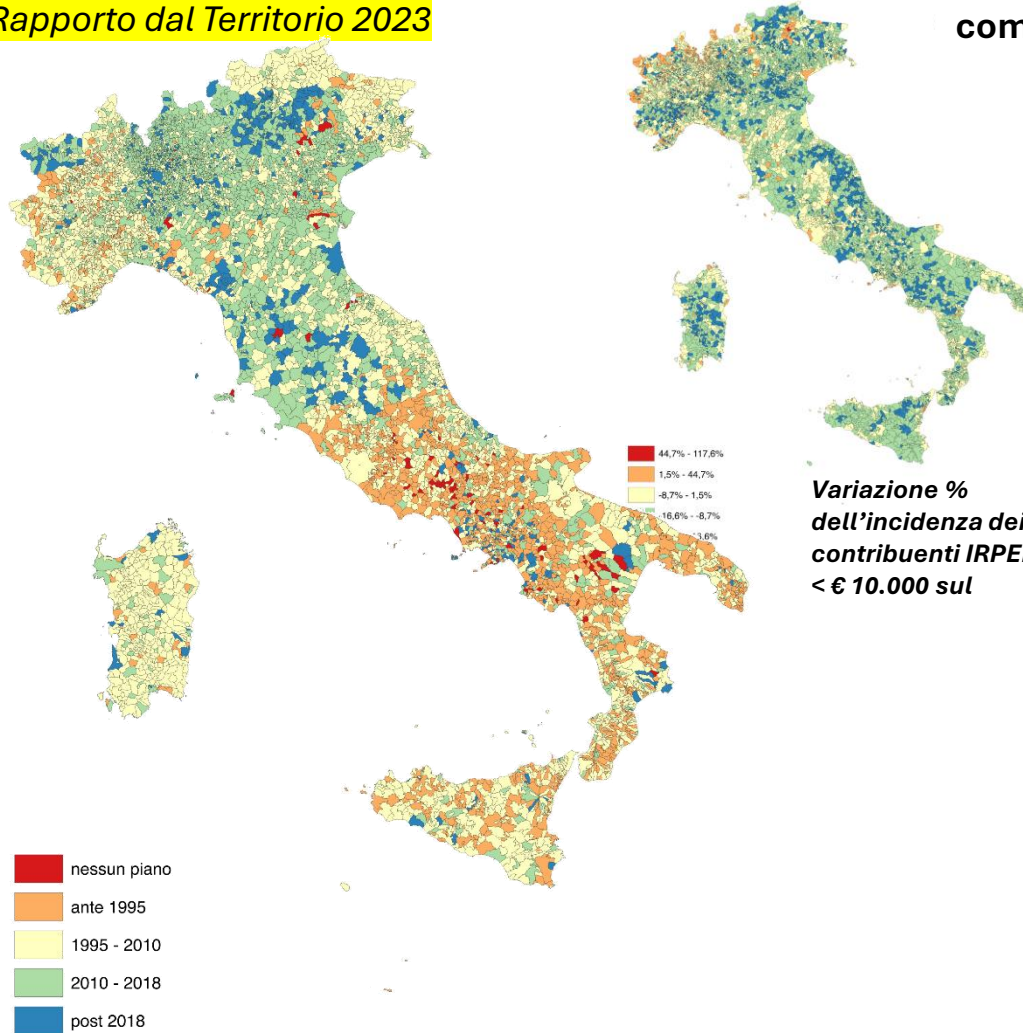 Rapporto dal Territorio 2023
com
44,7% - 117,6%
1,5% - 44,7%
-8,7% - 1,5%
-16,6% - -8,7%
Variazione %
dell’incidenza dei
contribuenti IRPE
< € 10.000 sul
nessun piano
ante 1995
1995 - 2010
2010 - 2018
post 2018